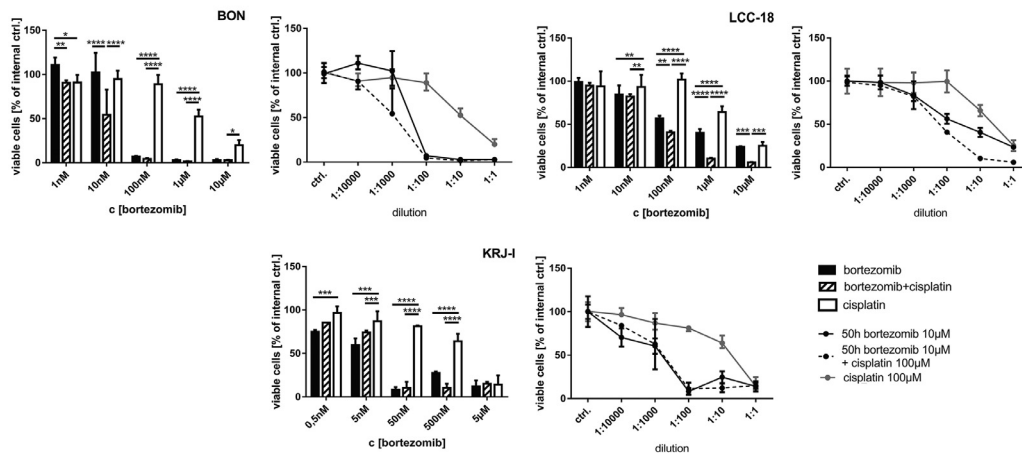 BON
viable cells [% of internal ctrl.]
150
100
50
0
* 
** **** **** **** **** **** **** *
1nM
10nM
100nM
1µM
10µM
c [bortezomib]
viable cells [% of internal ctrl.]
150
100
50
0
ctrl.
1:10000
1:1000
1:100
1:10
1:1
dilution
LCC-18
viable cells [% of internal ctrl.]
150
100
50
0
** ** **** ** **** **** **** **** *** ***
1nM
10nM
100nM
1µM
10µM
c [bortezomib]
viable cells [% of internal ctrl.]
150
100
50
0
ctrl.
1:10000
1:1000
1:100
1:10
1:1
dilution
KRJ-I
viable cells [% of internal ctrl.]
150
100
50
0
*** *** *** **** **** **** ****
0,5nM
5nM
50nM
500nM
5µM
c [bortezomib]
viable cells [% of internal ctrl.]
150
100
50
0
ctrl.
1:10000
1:1000
1:100
1:10
1:1
dilution
bortezomib
bortezomib+cisplatin
cisplatin
50h bortezomib 10µM
50h bortezomib 10µM
+ cisplatin 100µM
cisplatin 100µM